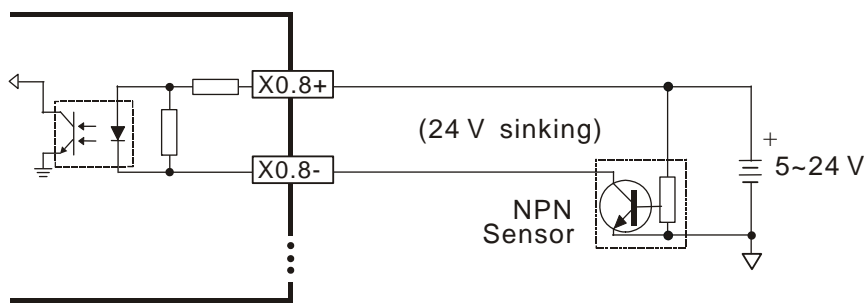 X0.8+
(24 V sinking)
X0.8-
+
5~24 V
NPN
Sensor